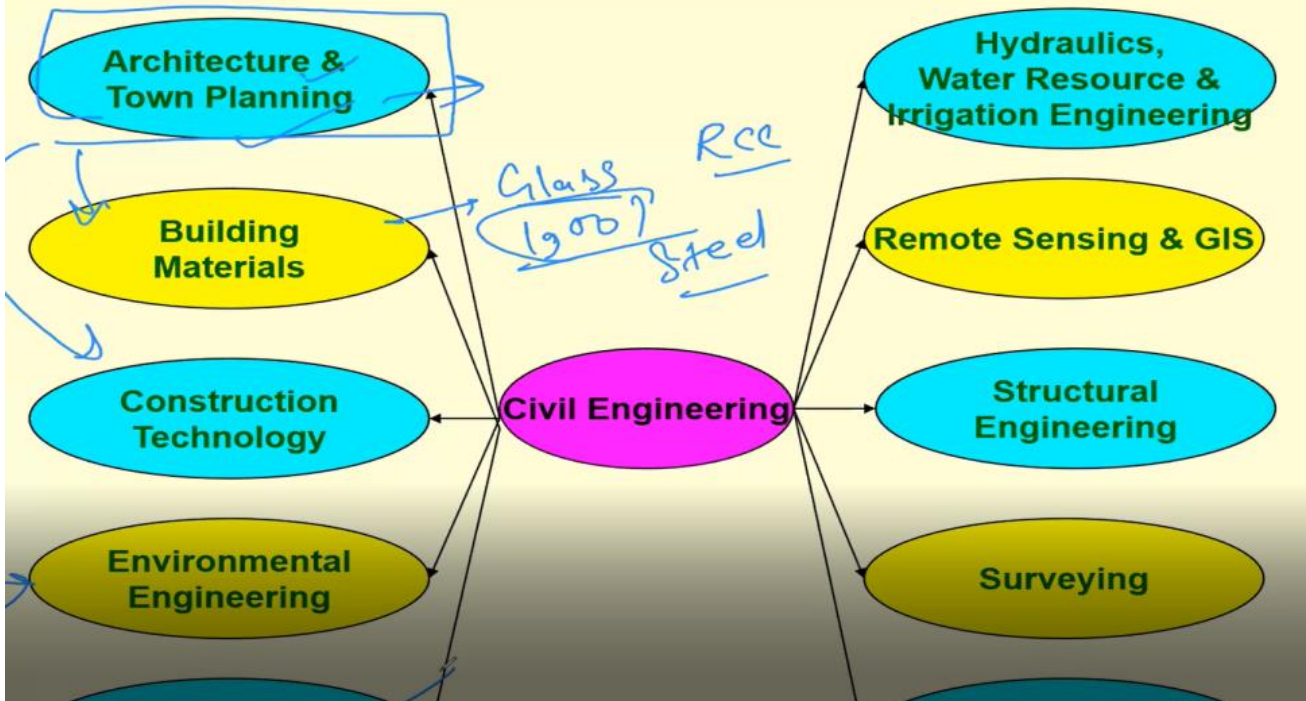 Architecture &
Town Planning
Building
Materials
Construction
Technology
Environmental
Engineering
Glass
RCC
Steel
Civil Engineering
Hydraulics,
Water Resource &
Irrigation Engineering
Remote Sensing & GIS
Structural
Engineering
Surveying